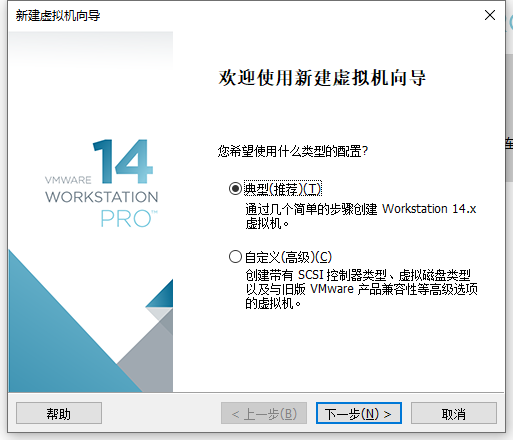 新建虚拟机向导
欢迎使用新建虚拟机向导
14
VMWARE
WORKSTATION
PRO™
您希望使用什么类型的配置?
典型(推荐)(T)
通过几个简单的步骤创建 Workstation 14.x
虚拟机。
自定义(高级)(C)
创建带有 SCSI 控制器类型、虚拟磁盘类型
以及与旧版 VMware 产品兼容性等高级选项
的虚拟机。
帮助
< 上一步(B)
下一步(N) >
取消